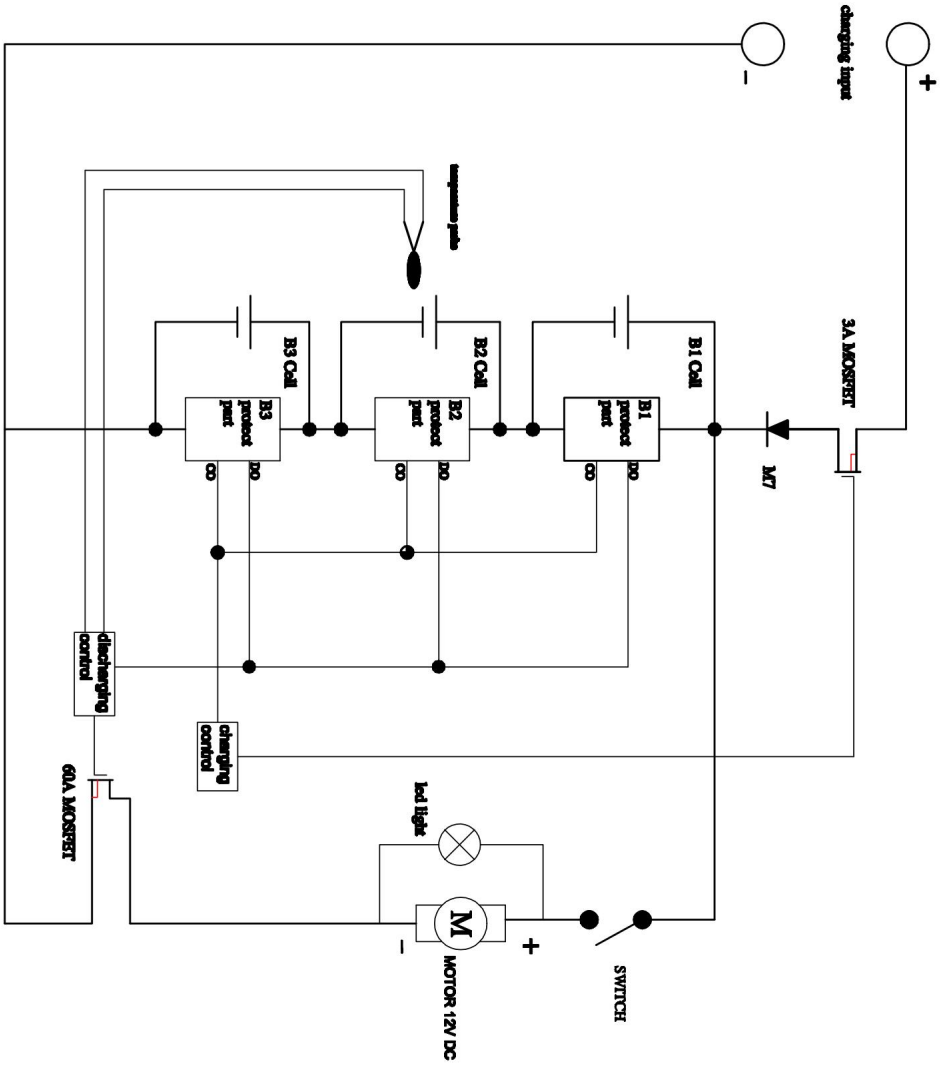 +
charging input
-
3A MOSFET
M7
B1 Cell
B1
protect
part
DO
CO
SWITCH
+
M
MOTOR 12V DC
-
led light
B2 Cell
B2
protect
part
DO
CO
temperature probe
B3 Cell
B3
protect
part
DO
CO
charging
control
discharging
control
60A MOSFET